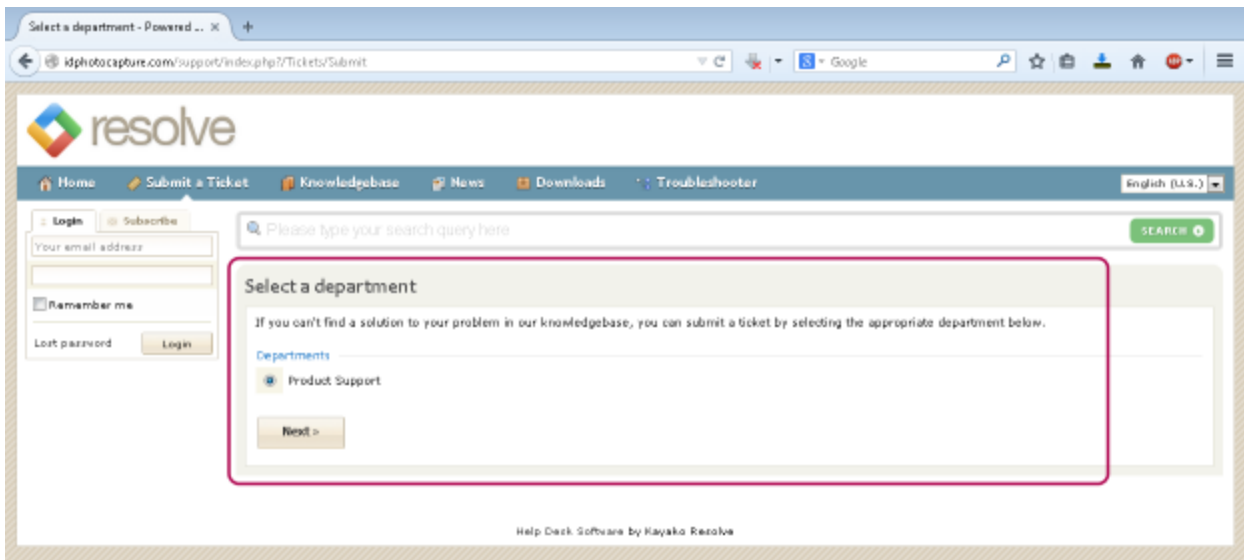 Select a department - Powered ...
idphotocapture.com/support/index.php?/Tickets/Submit
Google
resolve
Home Submit a Ticket Knowledgebase News Downloads Troubleshooter English (U.S.)
Login Subscribe
Please type your search query here SEARCH
Your email address
Remember me
Lost password Login
Select a department
If you can't find a solution to your problem in our knowledgebase, you can submit a ticket by selecting the appropriate department below.
Departments
Product Support
Next »
Help Desk Software by Kayako Resolve